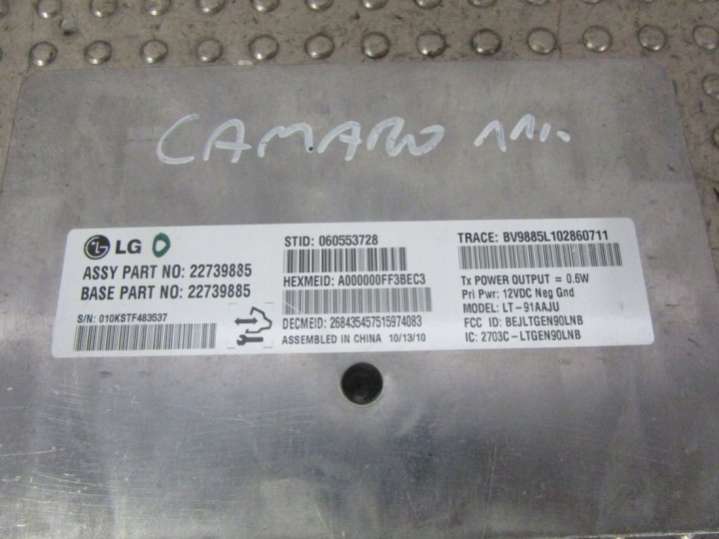 CAMARO 11.
LG
ASSY PART NO: 22739885
BASE PART NO: 22739885
S/N: 010KSTF483537
STID: 060553728
HEXMEID: A000000FF3BEC3
DECMEID: 268435457515974083
ASSEMBLED IN CHINA 10/13/10
TRACE: BV9885L102860711
Tx POWER OUTPUT = 0.6W
Pri Pwr: 12VDC Neg Gnd
MODEL: LT-91AAJU
FCC ID: BEJLTGEN90LNB
IC: 2703C-LTGEN90LNB